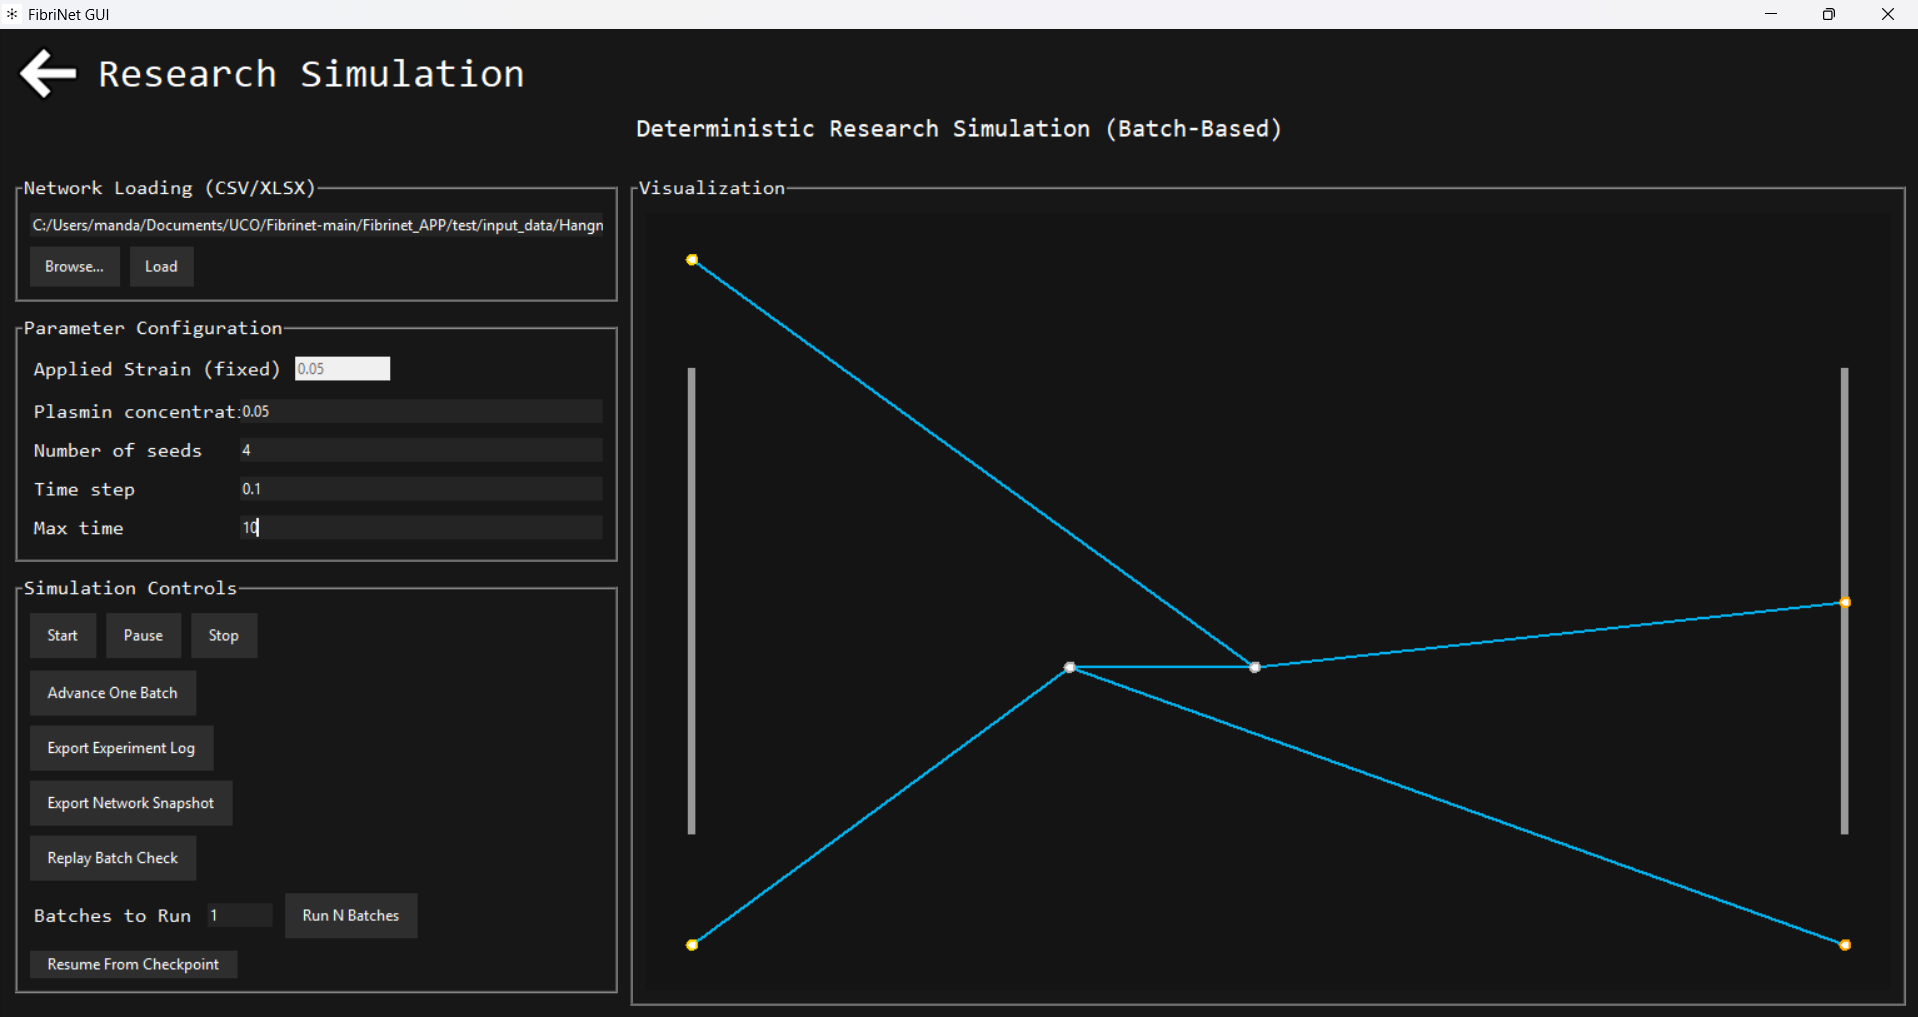 FibriNet GUI
Research Simulation
Deterministic Research Simulation (Batch-Based)
Network Loading (CSV/XLSX)
C:/Users/manda/Documents/UCO/Fibrinet-main/Fibrinet_APP/test/input_data/Hangn
Browse... Load
Parameter Configuration
Applied Strain (fixed) 0.05
Plasmin concentrat: 0.05
Number of seeds 4
Time step 0.1
Max time 10
Simulation Controls
Start Pause Stop
Advance One Batch
Export Experiment Log
Export Network Snapshot
Replay Batch Check
Batches to Run 1 Run N Batches
Resume From Checkpoint
Visualization